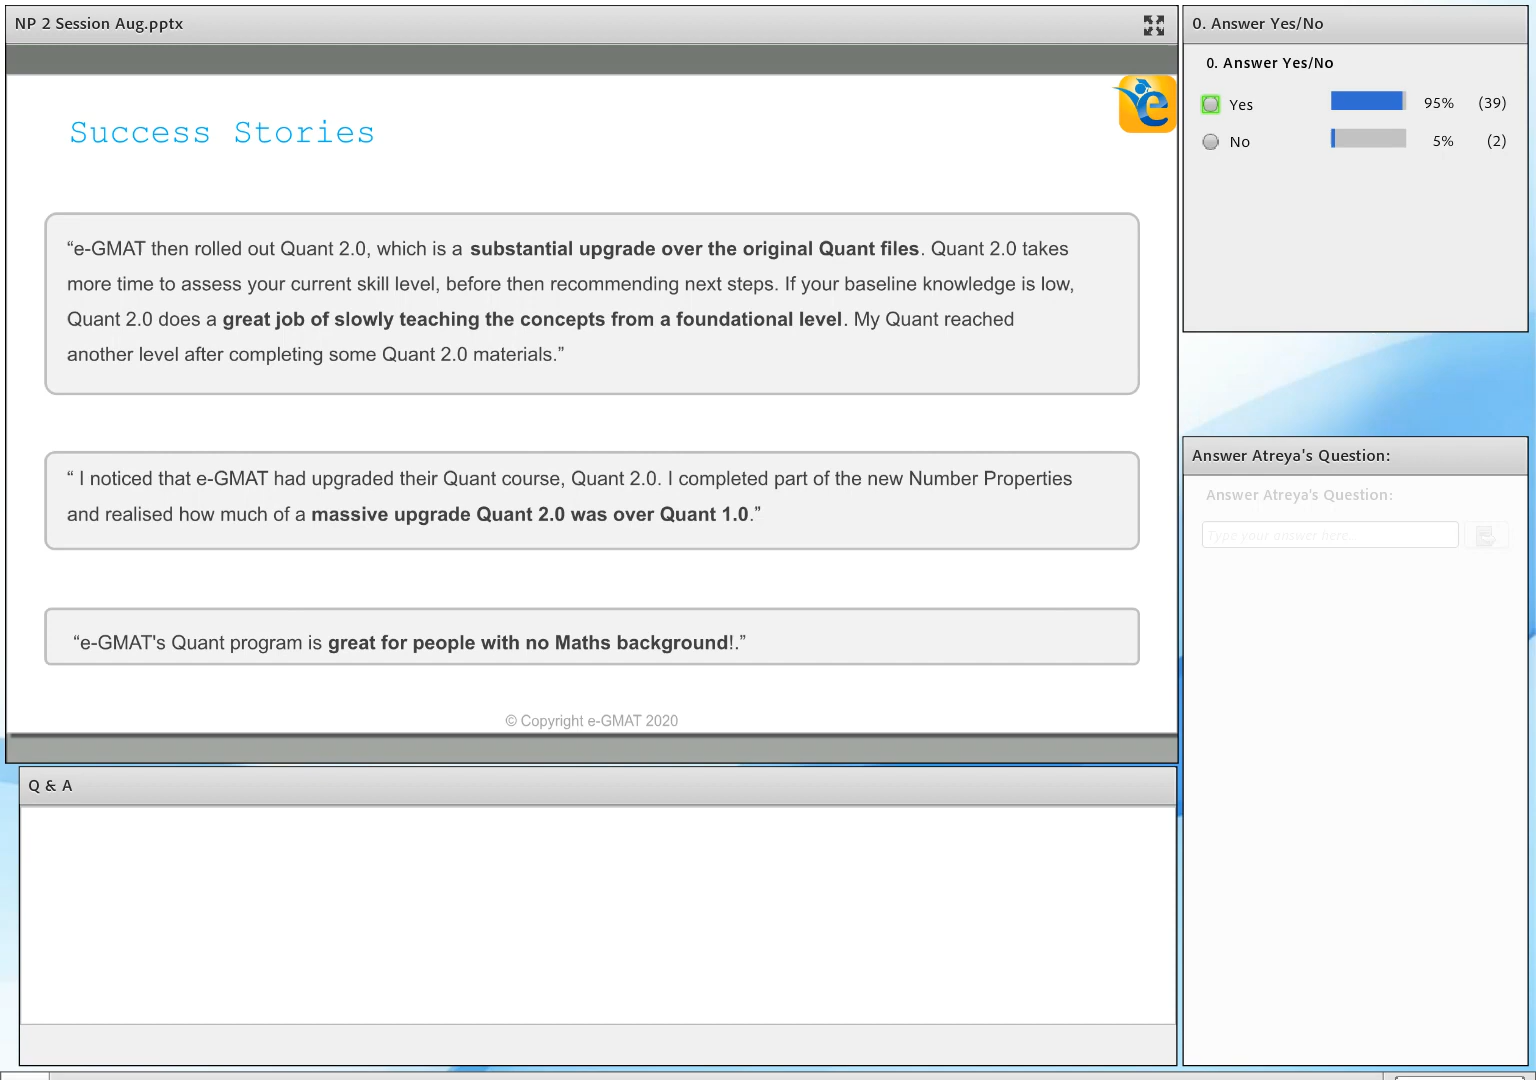 NP 2 Session Aug.pptx
Success Stories
“e-GMAT then rolled out Quant 2.0, which is a substantial upgrade over the original Quant files. Quant 2.0 takes
more time to assess your current skill level, before then recommending next steps. If your baseline knowledge is low,
Quant 2.0 does a great job of slowly teaching the concepts from a foundational level. My Quant reached
another level after completing some Quant 2.0 materials.”
“ I noticed that e-GMAT had upgraded their Quant course, Quant 2.0. I completed part of the new Number Properties
and realised how much of a massive upgrade Quant 2.0 was over Quant 1.0.”
“e-GMAT's Quant program is great for people with no Maths background!.”
© Copyright e-GMAT 2020
Q & A
0. Answer Yes/No
0. Answer Yes/No
Yes 95% (39)
No 5% (2)
Answer Atreya's Question:
Answer Atreya's Question:
Type your answer here...